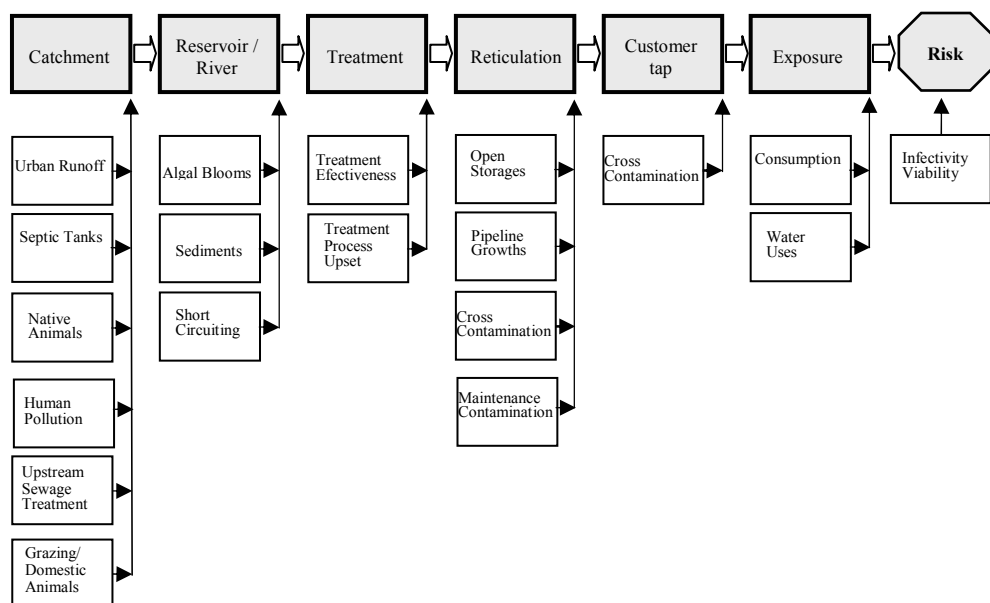 Catchment
Reservoir /
River
Treatment
Reticulation
Customer
tap
Exposure
Risk
Urban Runoff
Septic Tanks
Native
Animals
Human
Pollution
Upstream
Sewage
Treatment
Grazing/
Domestic
Animals
Algal Blooms
Sediments
Short
Circuiting
Treatment
Efectiveness
Treatment
Process
Upset
Open
Storages
Pipeline
Growths
Cross
Contamination
Maintenance
Contamination
Cross
Contamination
Consumption
Water
Uses
Infectivity
Viability